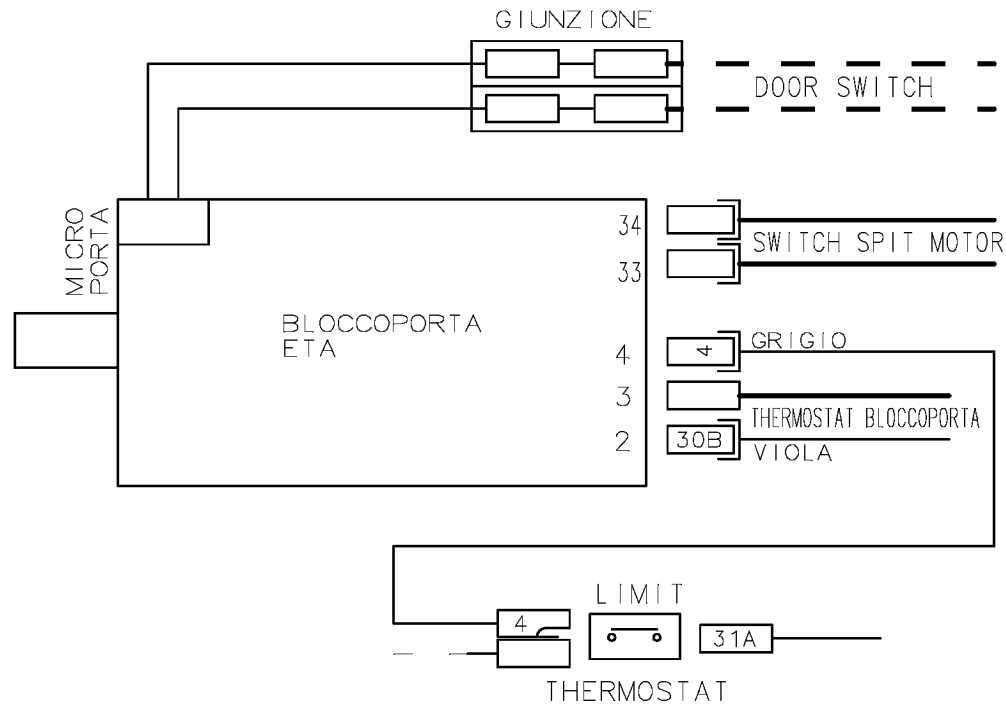 GIUNZIONE
DOOR SWITCH
MICRO
PORTA
34
SWITCH SPIT MOTOR
33
BLOCCOPORTA
ETA
4
4
GRIGIO
3
THERMOSTAT BLOCCOPORTA
2
30B
VIOLA
LIMIT
4
31A
THERMOSTAT